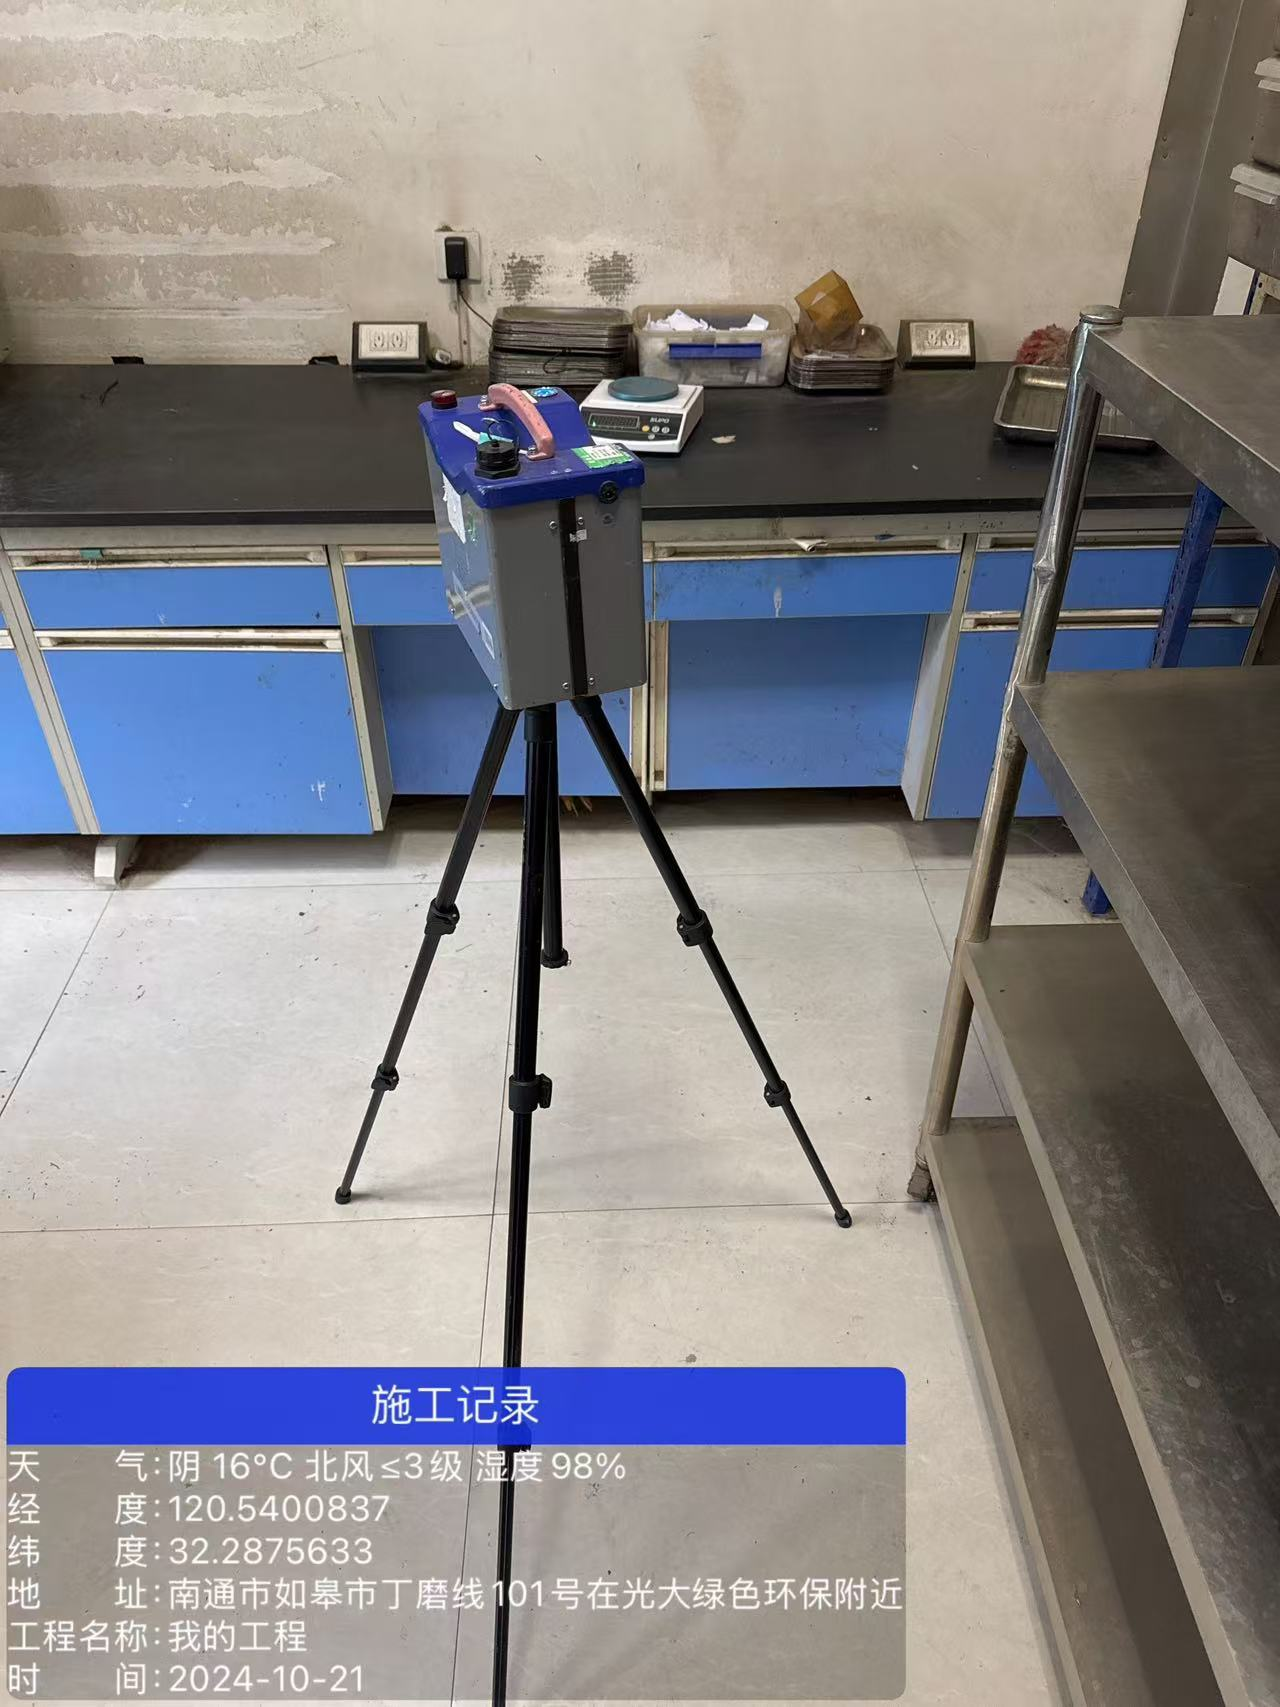 施工记录
天 气:阴 16°C 北风≤3级 湿度98%
经 度:120.5400837
纬 度:32.2875633
地 址:南通市如皋市丁磨线101号在光大绿色环保附近
工程名称:我的工程
时 间:2024-10-21